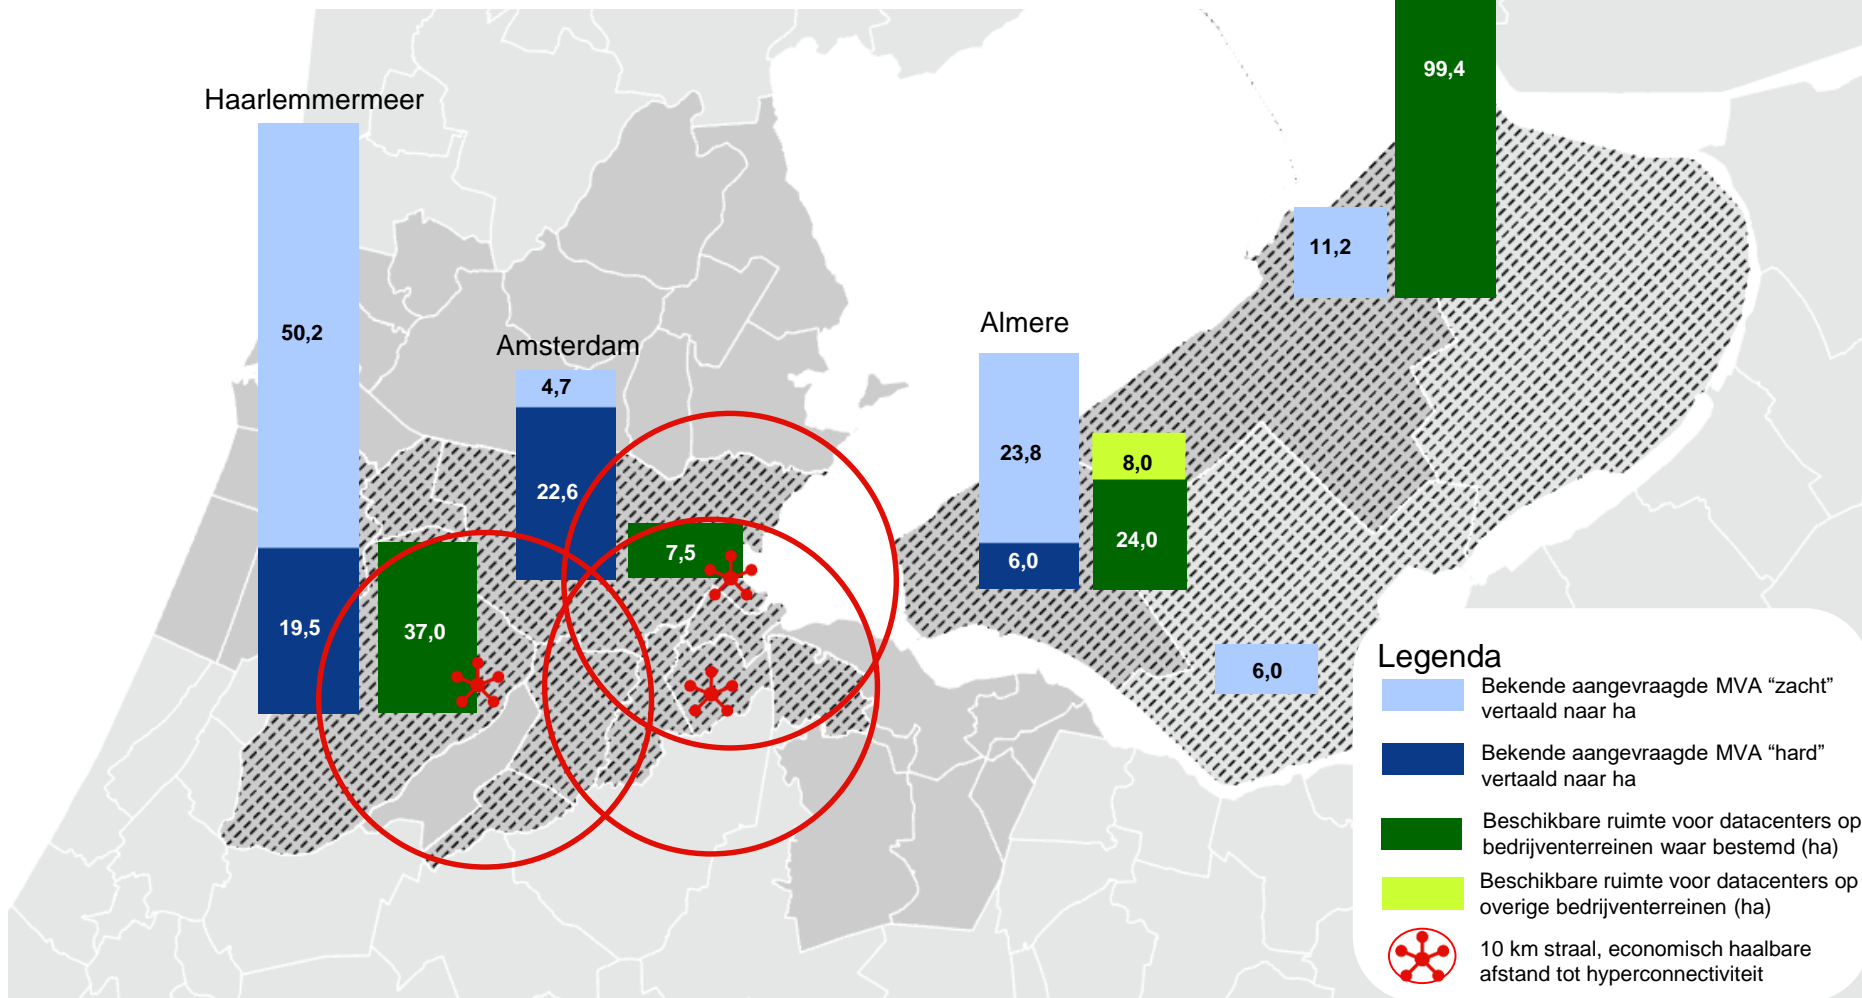 99,4
Haarlemmermeer
11,2
Almere
50,2
Amsterdam
4,7
23,8
8,0
22,6
24,0
7,5
6,0
19,5
37,0
6,0
Legenda
Bekende aangevraagde MVA “zacht”
vertaald naar ha
Bekende aangevraagde MVA “hard”
vertaald naar ha
Beschikbare ruimte voor datacenters op
bedrijventerreinen waar bestemd (ha)
Beschikbare ruimte voor datacenters op
overige bedrijventerreinen (ha)
10 km straal, economisch haalbare
afstand tot hyperconnectiviteit